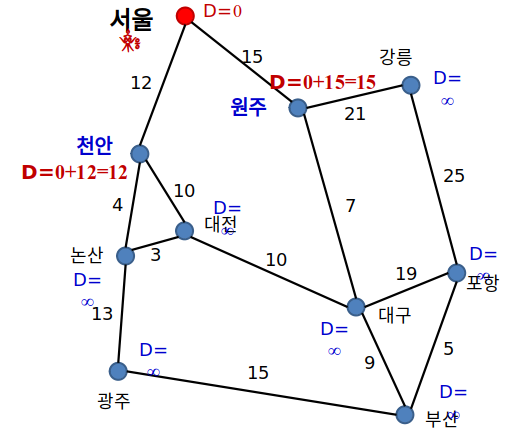 서울
D=0
15
강릉
12
D=0+15=15
D=
∞
원주
21
천안
D=0+12=12
10
25
4
D=
∞
대전
7
논산
3
10
D=
∞
19
D=
∞
포항
13
대구
D=
∞
D=
∞
9
5
15
광주
D=
∞
부산